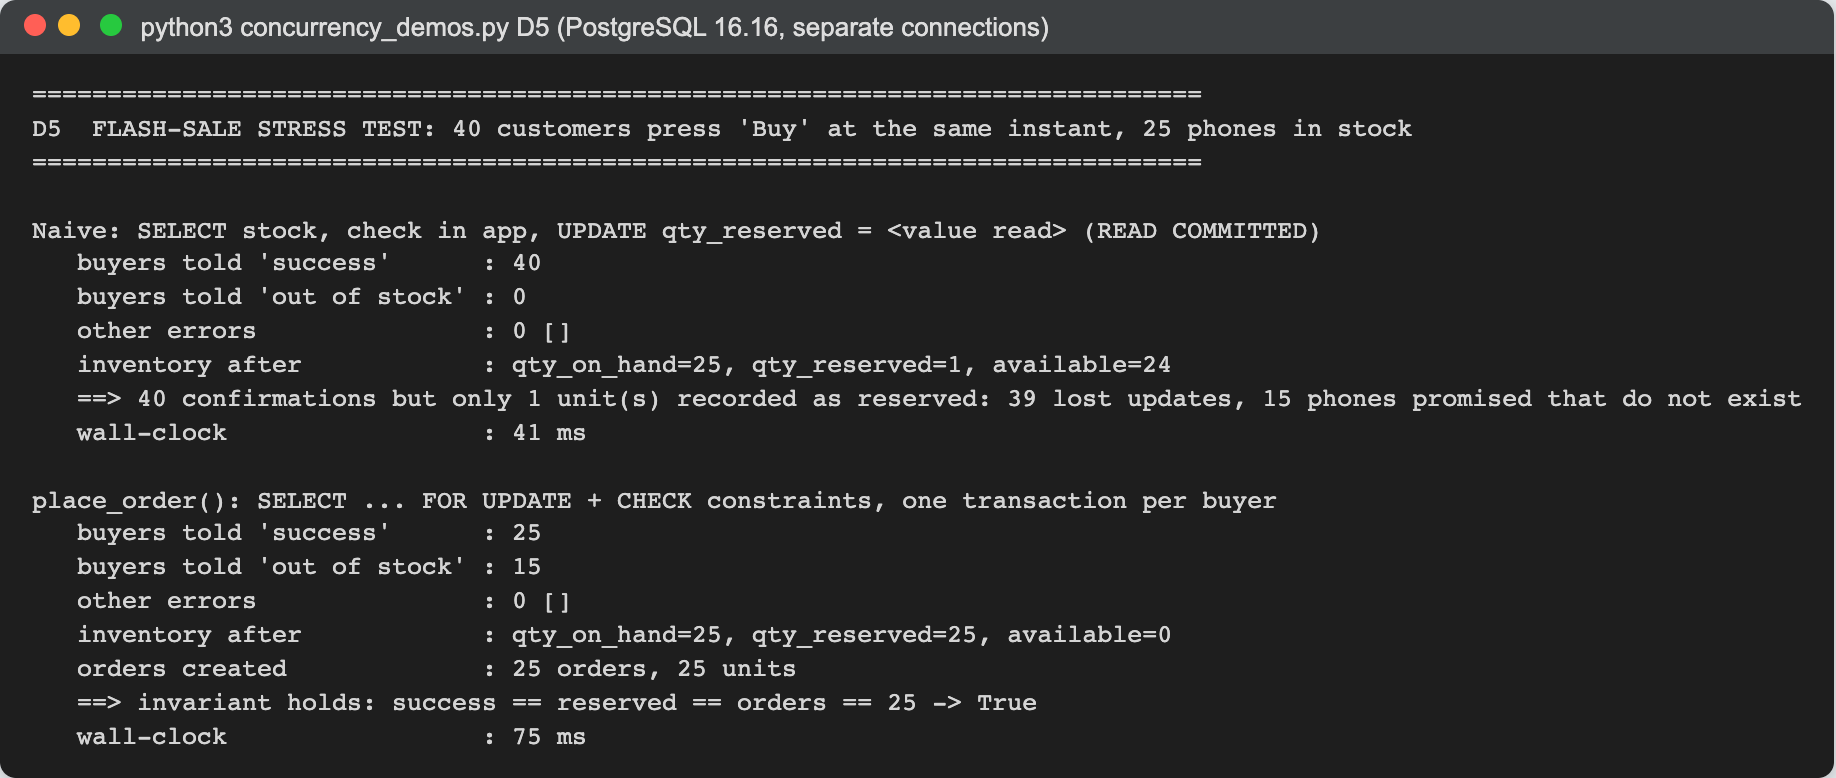 python3 concurrency_demos.py D5 (PostgreSQL 16.16, separate connections)
==============================================================================
D5  FLASH-SALE STRESS TEST: 40 customers press 'Buy' at the same instant, 25 phones in stock
==============================================================================
Naive: SELECT stock, check in app, UPDATE qty_reserved = <value read> (READ COMMITTED)
   buyers told 'success'      : 40
   buyers told 'out of stock' : 0
   other errors               : 0 []
   inventory after            : qty_on_hand=25, qty_reserved=1, available=24
   ==> 40 confirmations but only 1 unit(s) recorded as reserved: 39 lost updates, 15 phones promised that do not exist
   wall-clock                 : 41 ms
place_order(): SELECT ... FOR UPDATE + CHECK constraints, one transaction per buyer
   buyers told 'success'      : 25
   buyers told 'out of stock' : 15
   other errors               : 0 []
   inventory after            : qty_on_hand=25, qty_reserved=25, available=0
   orders created             : 25 orders, 25 units
   ==> invariant holds: success == reserved == orders == 25 -> True
   wall-clock                 : 75 ms